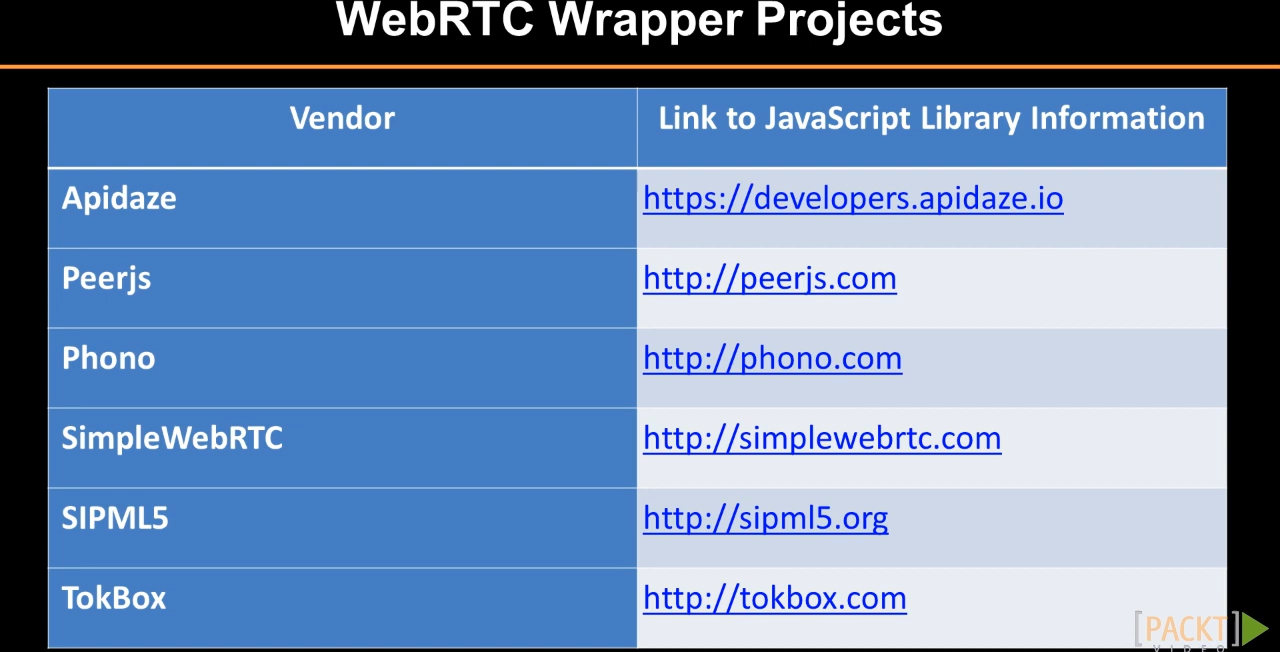 WebRTC Wrapper Projects
Vendor
Link to JavaScript Library Information
Apidaze
https://developers.apidaze.io
Peerjs
http://peerjs.com
Phono
http://phono.com
SimpleWebRTC
http://simplewebrtc.com
SIPML5
http://sipml5.org
TokBox
http://tokbox.com
[PACKT]
VIDEO